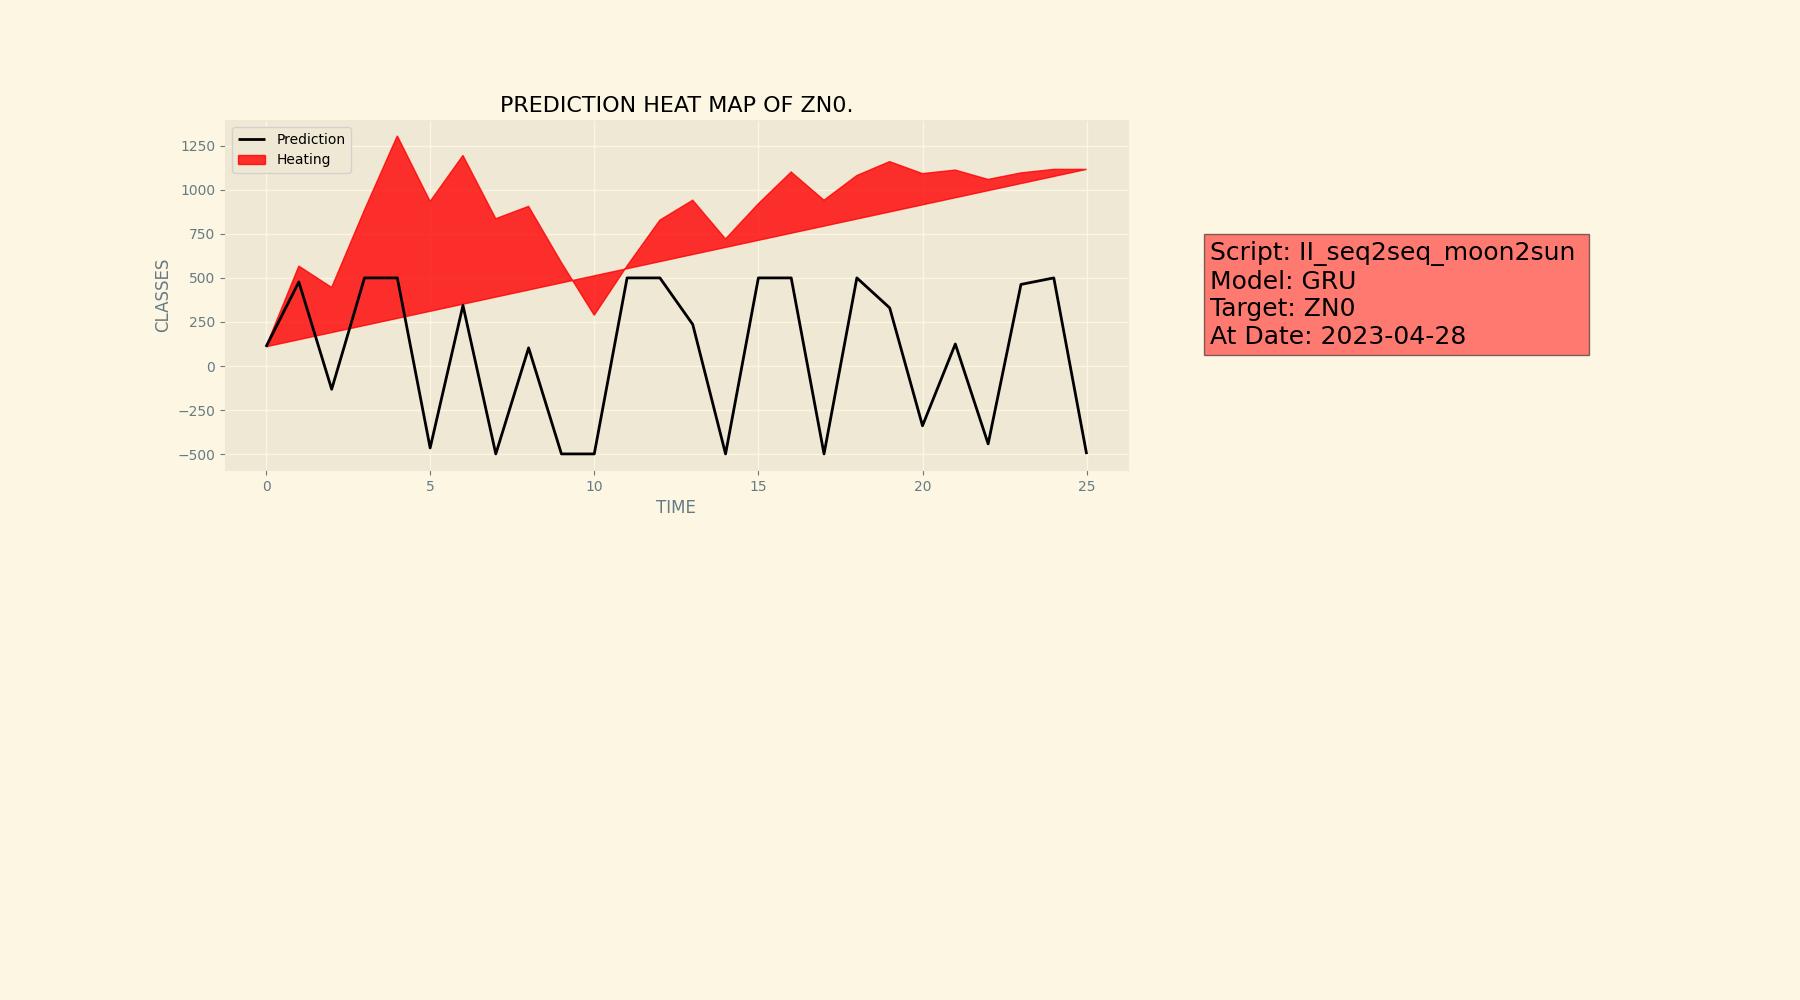 PREDICTION HEAT MAP OF ZN0.
Prediction
Heating
1250
1000
750
500
250
0
−250
−500
CLASSES
0 5 10 15 20 25
TIME
Script: II_seq2seq_moon2sun
Model: GRU
Target: ZN0
At Date: 2023-04-28